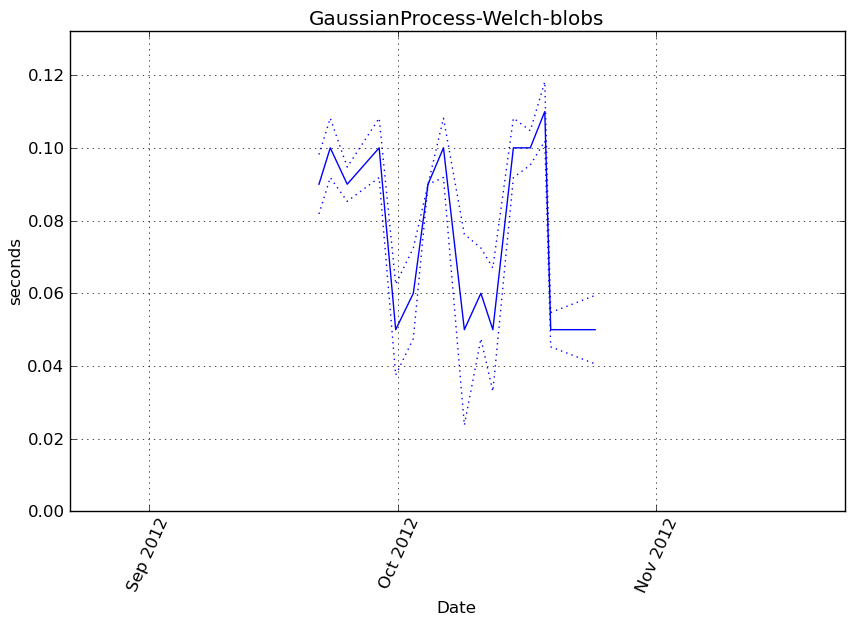 GaussianProcess-Welch-blobs
0.12
0.10
0.08
0.06
0.04
0.02
0.00
seconds
Sep 2012
Oct 2012
Nov 2012
Date